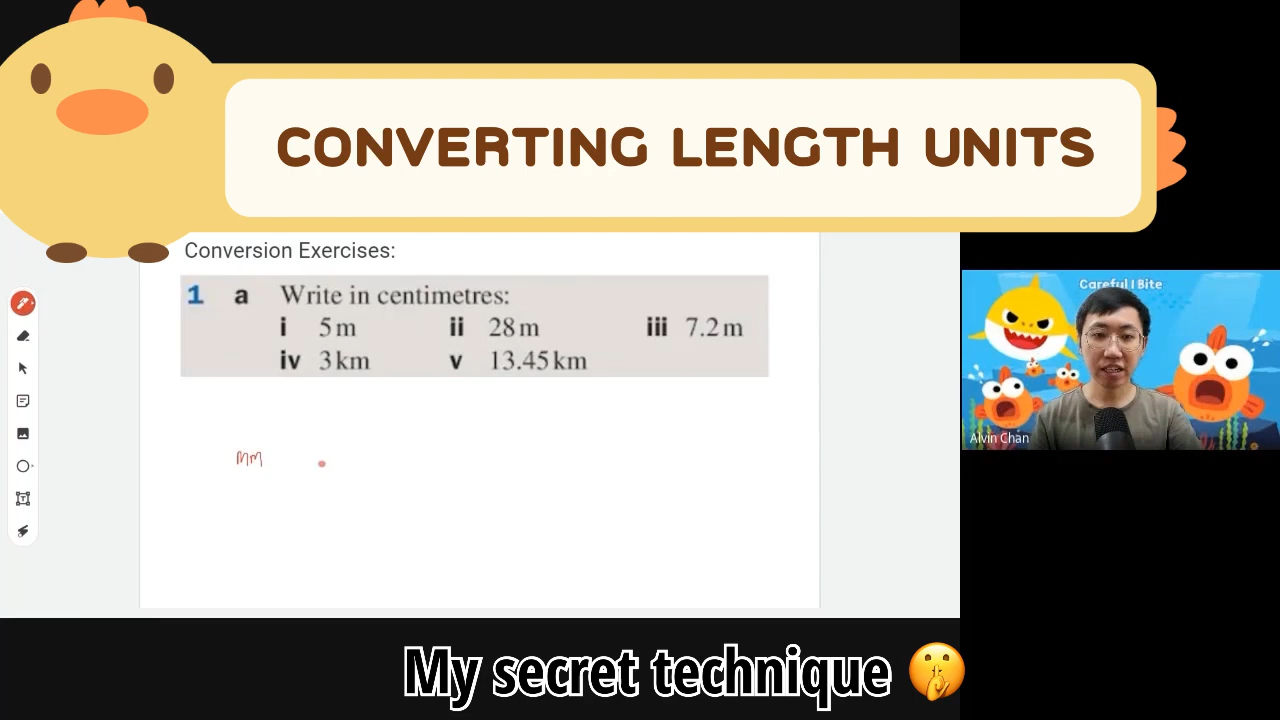 CONVERTING LENGTH UNITS
Conversion Exercises:
1 a Write in centimetres:
i 5 m ii 28 m iii 7.2 m
iv 3 km v 13.45 km
Careful I Bite
Alvin Chan
mm
My secret technique 🤫